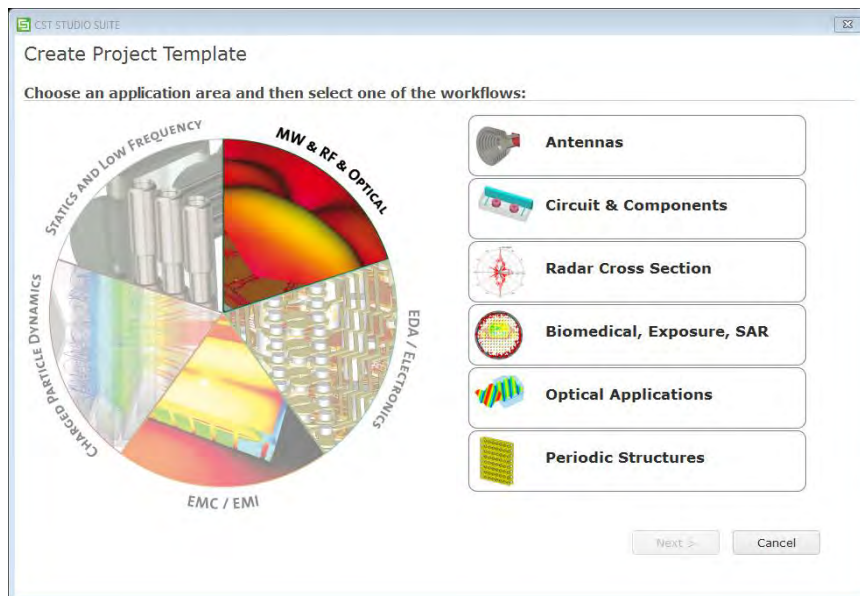 CST STUDIO SUITE
Create Project Template
Choose an application area and then select one of the workflows:
STATICS AND LOW FREQUENCY
MW & RF & OPTICAL
EDA / ELECTRONICS
EMC / EMI
CHARGED PARTICLE DYNAMICS
Antennas
Circuit & Components
Radar Cross Section
Biomedical, Exposure, SAR
Optical Applications
Periodic Structures
Next >
Cancel